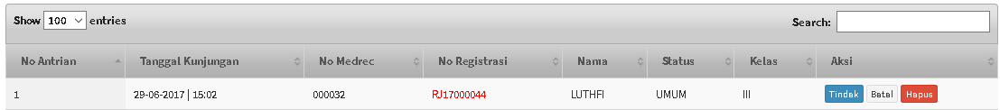 Show 100 entries
Search:
No Antrian Tanggal Kunjungan No Medrec No Registrasi Nama Status Kelas Aksi
1 29-06-2017 | 15:02 000032 RJ17000044 LUTHFI UMUM III Tindak Batal Hapus